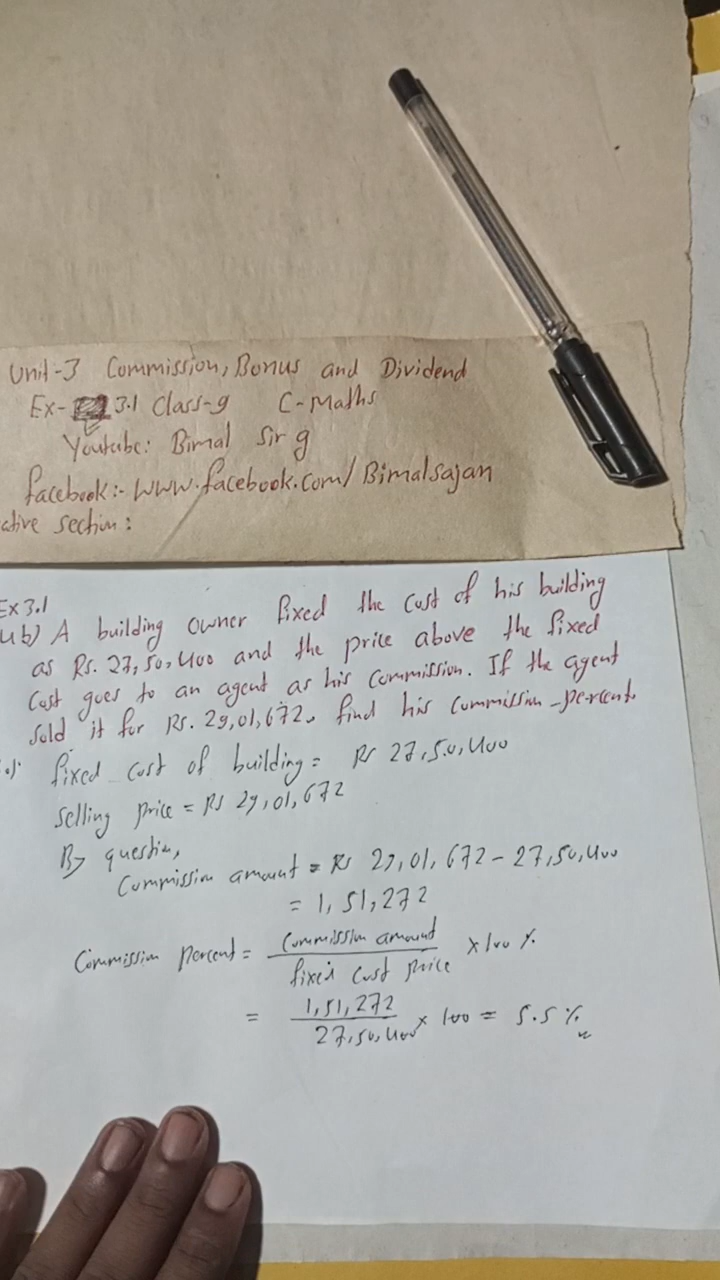 Unit-3 Commission, Bonus and Dividend
Ex- 3.1 Class-9 C-Maths
Youtube: Bimal Sir g
facebook:- www.facebook.com/Bimalsajan
ative section:
Ex 3.1
4b) A building owner fixed the cost of his building
as Rs. 27,50,400 and the price above the fixed
cost goes to an agent as his commission. If the agent
sold it for Rs. 29,01,672. find his commission-percent.
fixed cost of building = Rs 27,50,400
selling price = Rs 29,01,672
By question,
Commission amount = Rs 29,01,672 - 27,50,400
= 1,51,272
Commission percent = Commission amount / fixed cost price × 100 %
= 1,51,272 / 27,50,400 × 100 = 5.5 %